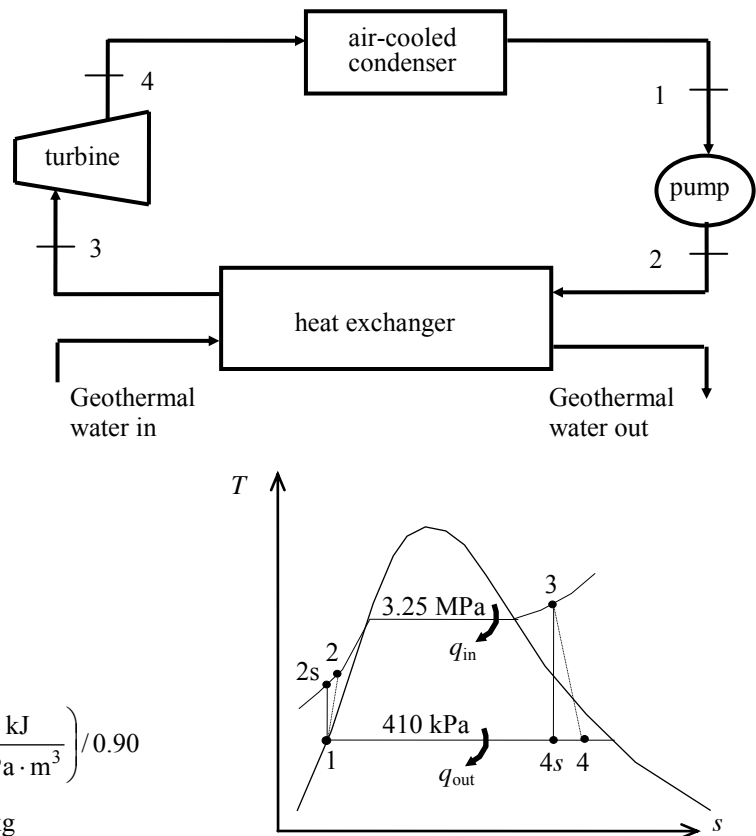 air-cooled
condenser
4
1
turbine
pump
3
2
heat exchanger
Geothermal
water in
Geothermal
water out
T
3
3.25 MPa
2
q_in
2s
kJ
Pa · m³ ) / 0.90
410 kPa
1
4s 4
q_out
s